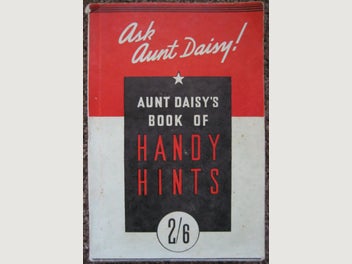 Ask
Aunt Daisy!
AUNT DAISY'S
BOOK OF
HANDY
HINTS
2/6